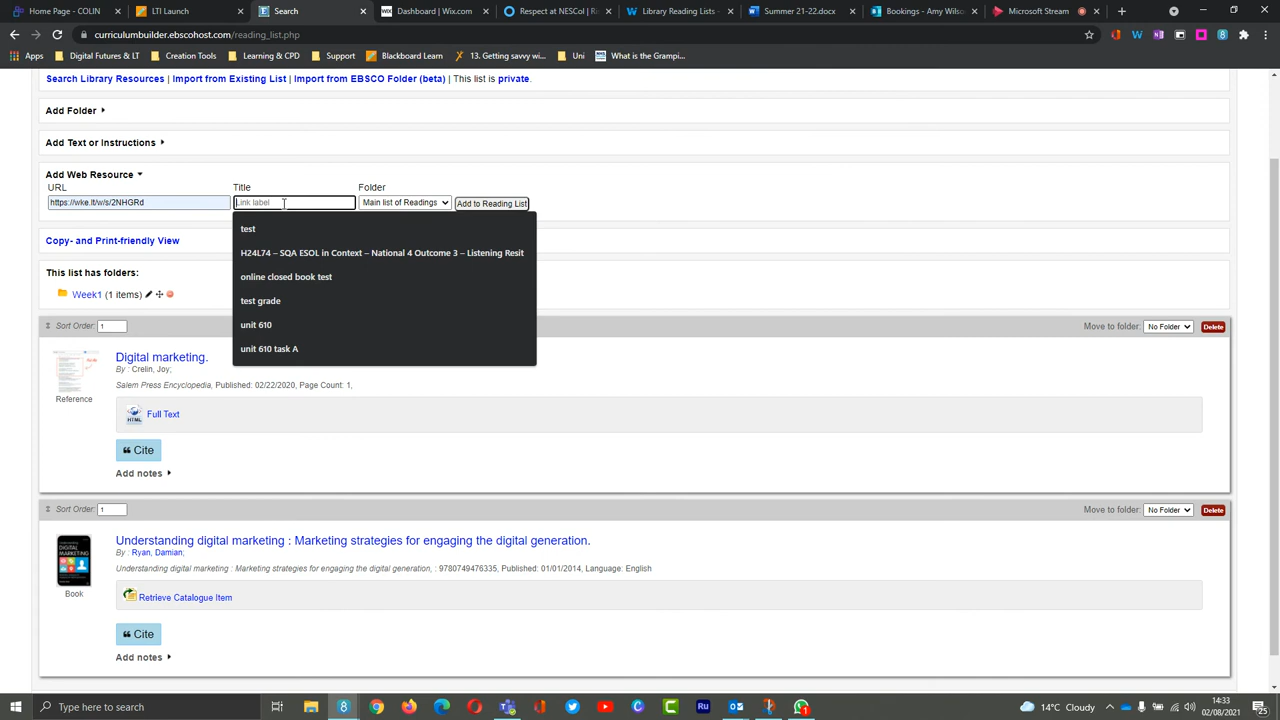 Home - COLIN
LTI Launch
Search
Dashboard | Wix.com
Respect at NESCol | Ri
Library Reading Lists -
Summer 21-22.docx
Bookings - Amy Wilso
Microsoft Stream
curriculumbuilder.ebscohost.com/reading_list.php
Apps
Digital Futures GT
Creation Tools
Learning & CPD
Support
Blackboard Learn
13. Getting savvy wi...
Uni
What is the Grampi...
Search Library Resources | Import from Existing List | Import from EBSCO Folder (beta) | This list is private.
Add Folder
Add Text or Instructions
Add Web Resource
URL Title Folder
https://wke.lt/w/s/2NHGRd Link label Main list of Readings Add to Reading List
test
H24L74 – SQA ESOL in Context – National 4 Outcome 3 – Listening Resit
online closed book test
test grade
unit 610
unit 610 task A
Copy- and Print-friendly View
This list has folders:
Week1 (1 items)
Sort Order: 1 Move to folder: No Folder Delete
Digital marketing.
By : Crelin, Joy;
Salem Press Encyclopedia, Published: 02/22/2020, Page Count: 1,
Reference
Full Text
Cite
Add notes
Sort Order: 1 Move to folder: No Folder Delete
Understanding digital marketing : Marketing strategies for engaging the digital generation.
By : Ryan, Damian;
Understanding digital marketing : Marketing strategies for engaging the digital generation, : 9780749476335, Published: 01/01/2014, Language: English
Book
Retrieve Catalogue Item
Cite
Add notes
Type here to search
14°C Cloudy
14:33
02/08/2021
25